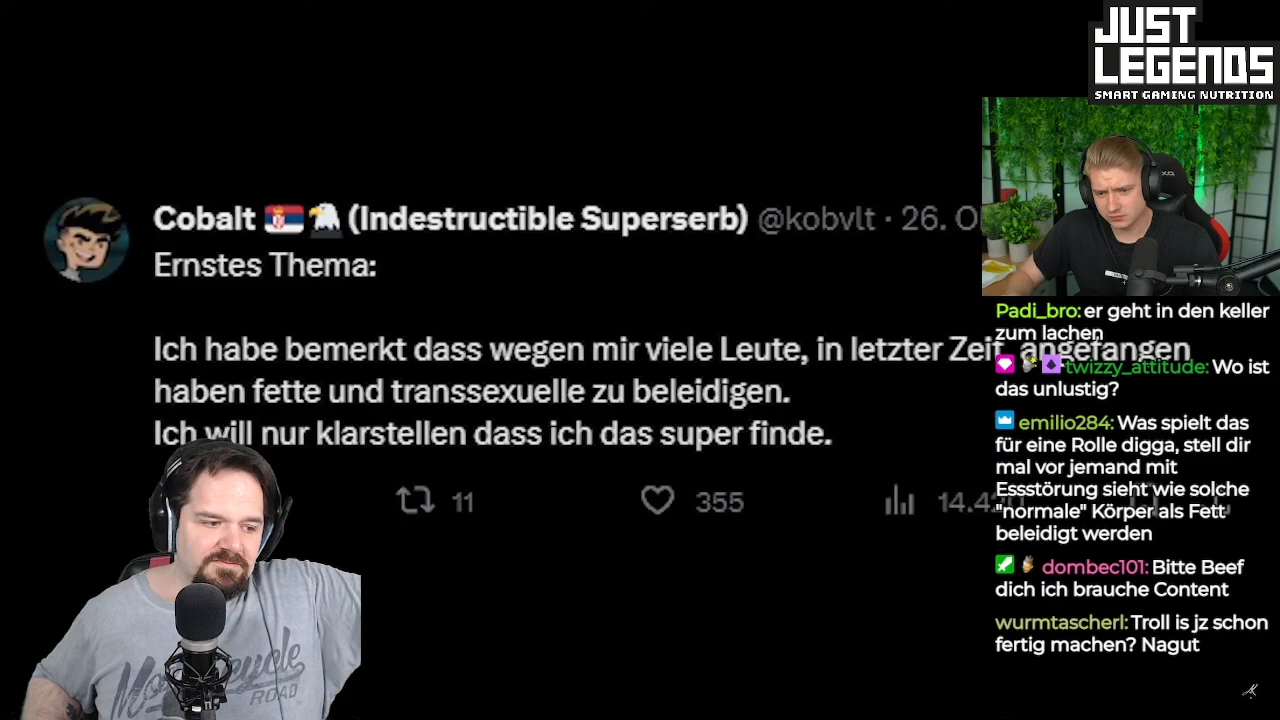 JUST
LEGENDS
SMART GAMING NUTRITION
Cobalt 🇷🇸🦅 (Indestructible Superserb) @kobvlt · 26. O
Ernstes Thema:
Ich habe bemerkt dass wegen mir viele Leute, in letzter Zeit, angefangen
haben fette und transsexuelle zu beleidigen.
Ich will nur klarstellen dass ich das super finde.
11
355
Padi_bro: er geht in den keller
zum lachen
twizzy_attitude: Wo ist
das unlustig?
emilio284: Was spielt das
für eine Rolle digga, stell dir
mal vor jemand mit
Essstörung sieht wie solche
"normale" Körper als Fett
beleidigt werden
dombec101: Bitte Beef
dich ich brauche Content
wurmtascherl: Troll is jz schon
fertig machen? Nagut
ROAD